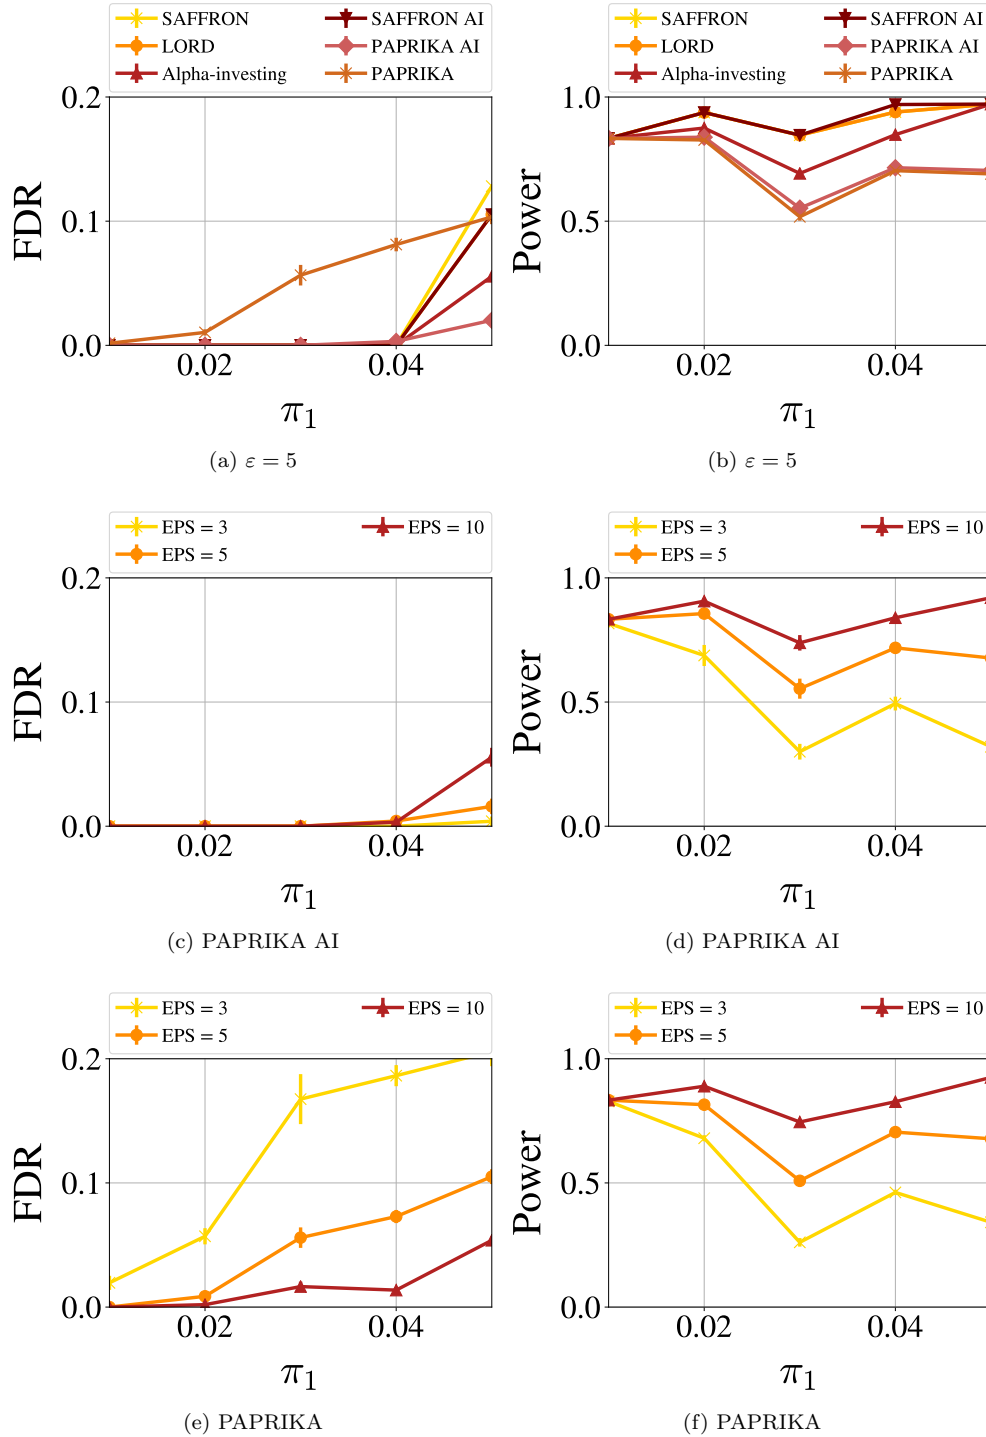 SAFFRON SAFFRON AI
LORD PAPRIKA AI
Alpha-investing PAPRIKA
0.2
0.1
0.0
FDR
0.02 0.04
π1
(a) ε = 5
SAFFRON SAFFRON AI
LORD PAPRIKA AI
Alpha-investing PAPRIKA
1.0
0.5
0.0
Power
0.02 0.04
π1
(b) ε = 5
EPS = 3 EPS = 10
EPS = 5
0.2
0.1
0.0
FDR
0.02 0.04
π1
(c) PAPRIKA AI
EPS = 3 EPS = 10
EPS = 5
1.0
0.5
0.0
Power
0.02 0.04
π1
(d) PAPRIKA AI
EPS = 3 EPS = 10
EPS = 5
0.2
0.1
0.0
FDR
0.02 0.04
π1
(e) PAPRIKA
EPS = 3 EPS = 10
EPS = 5
1.0
0.5
0.0
Power
0.02 0.04
π1
(f) PAPRIKA